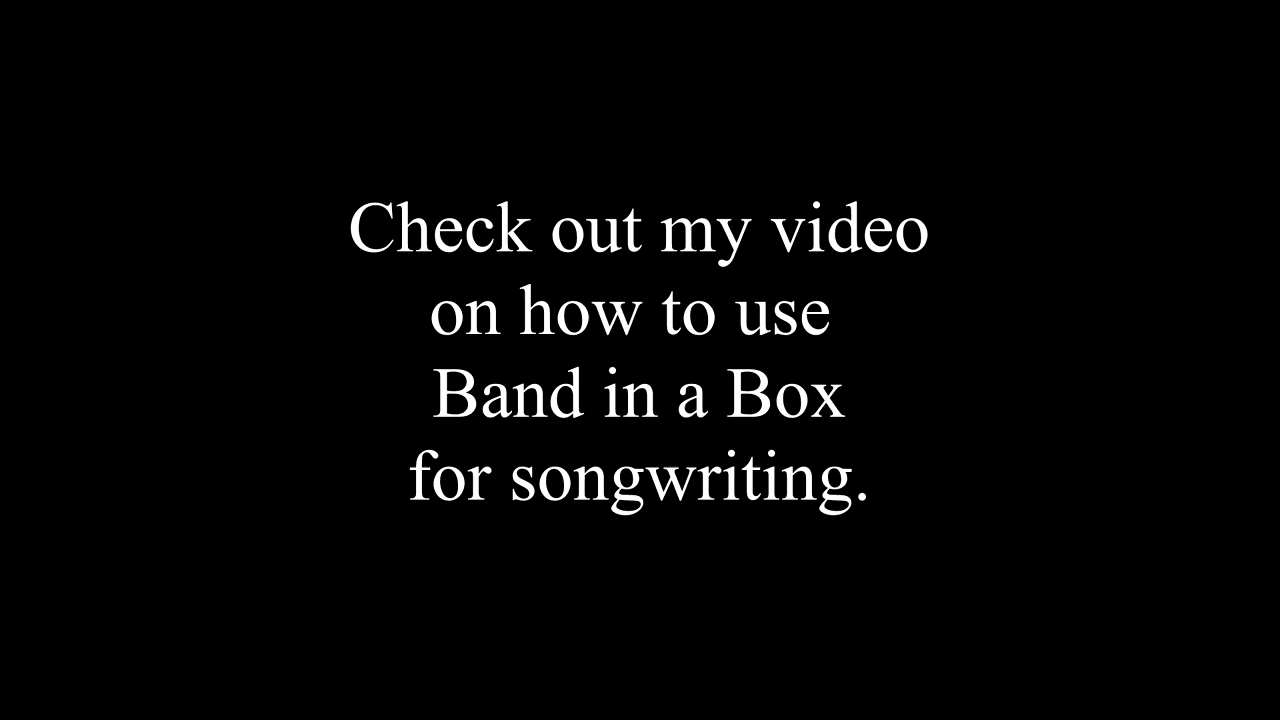 Check out my video
on how to use
Band in a Box
for songwriting.